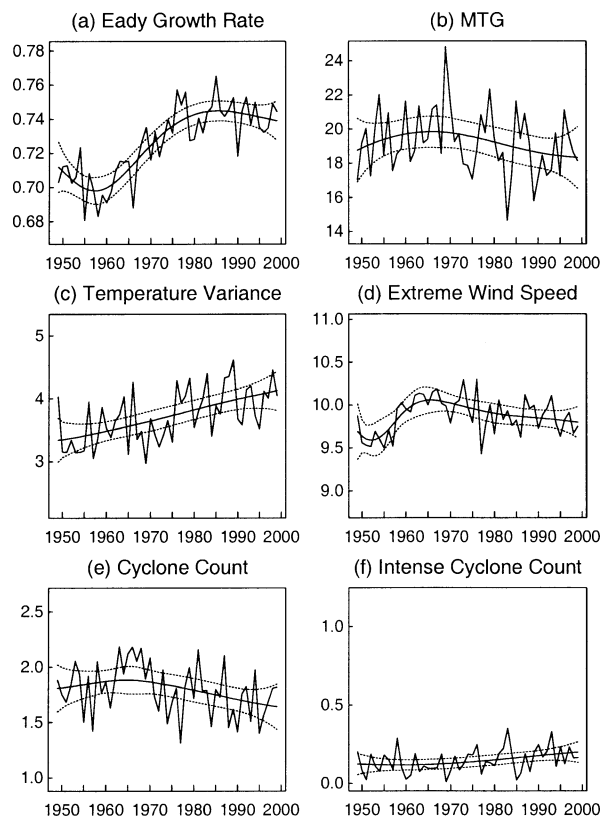 (a) Eady Growth Rate
(b) MTG
0.78
0.76
0.74
0.72
0.70
0.68
24
22
20
18
16
14
1950 1960 1970 1980 1990 2000
1950 1960 1970 1980 1990 2000
(c) Temperature Variance
(d) Extreme Wind Speed
5
4
3
11.0
10.5
10.0
9.5
9.0
1950 1960 1970 1980 1990 2000
1950 1960 1970 1980 1990 2000
(e) Cyclone Count
(f) Intense Cyclone Count
2.5
2.0
1.5
1.0
1.0
0.5
0.0
1950 1960 1970 1980 1990 2000
1950 1960 1970 1980 1990 2000